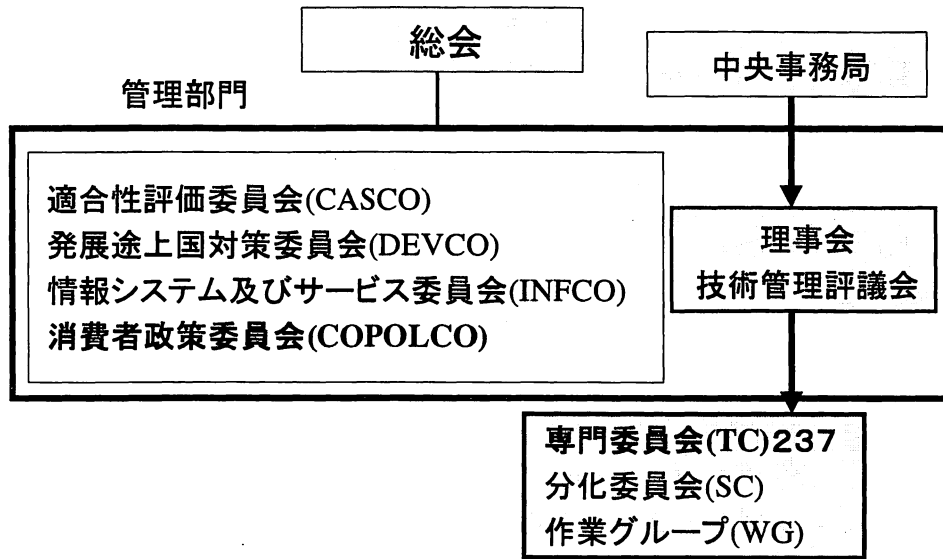 総会
中央事務局
管理部門
適合性評価委員会(CASCO)
発展途上国対策委員会(DEVCO)
情報システム及びサービス委員会(INFCO)
消費者政策委員会(COPOLCO)
理事会
技術管理評議会
専門委員会(TC)237
分化委員会(SC)
作業グループ(WG)